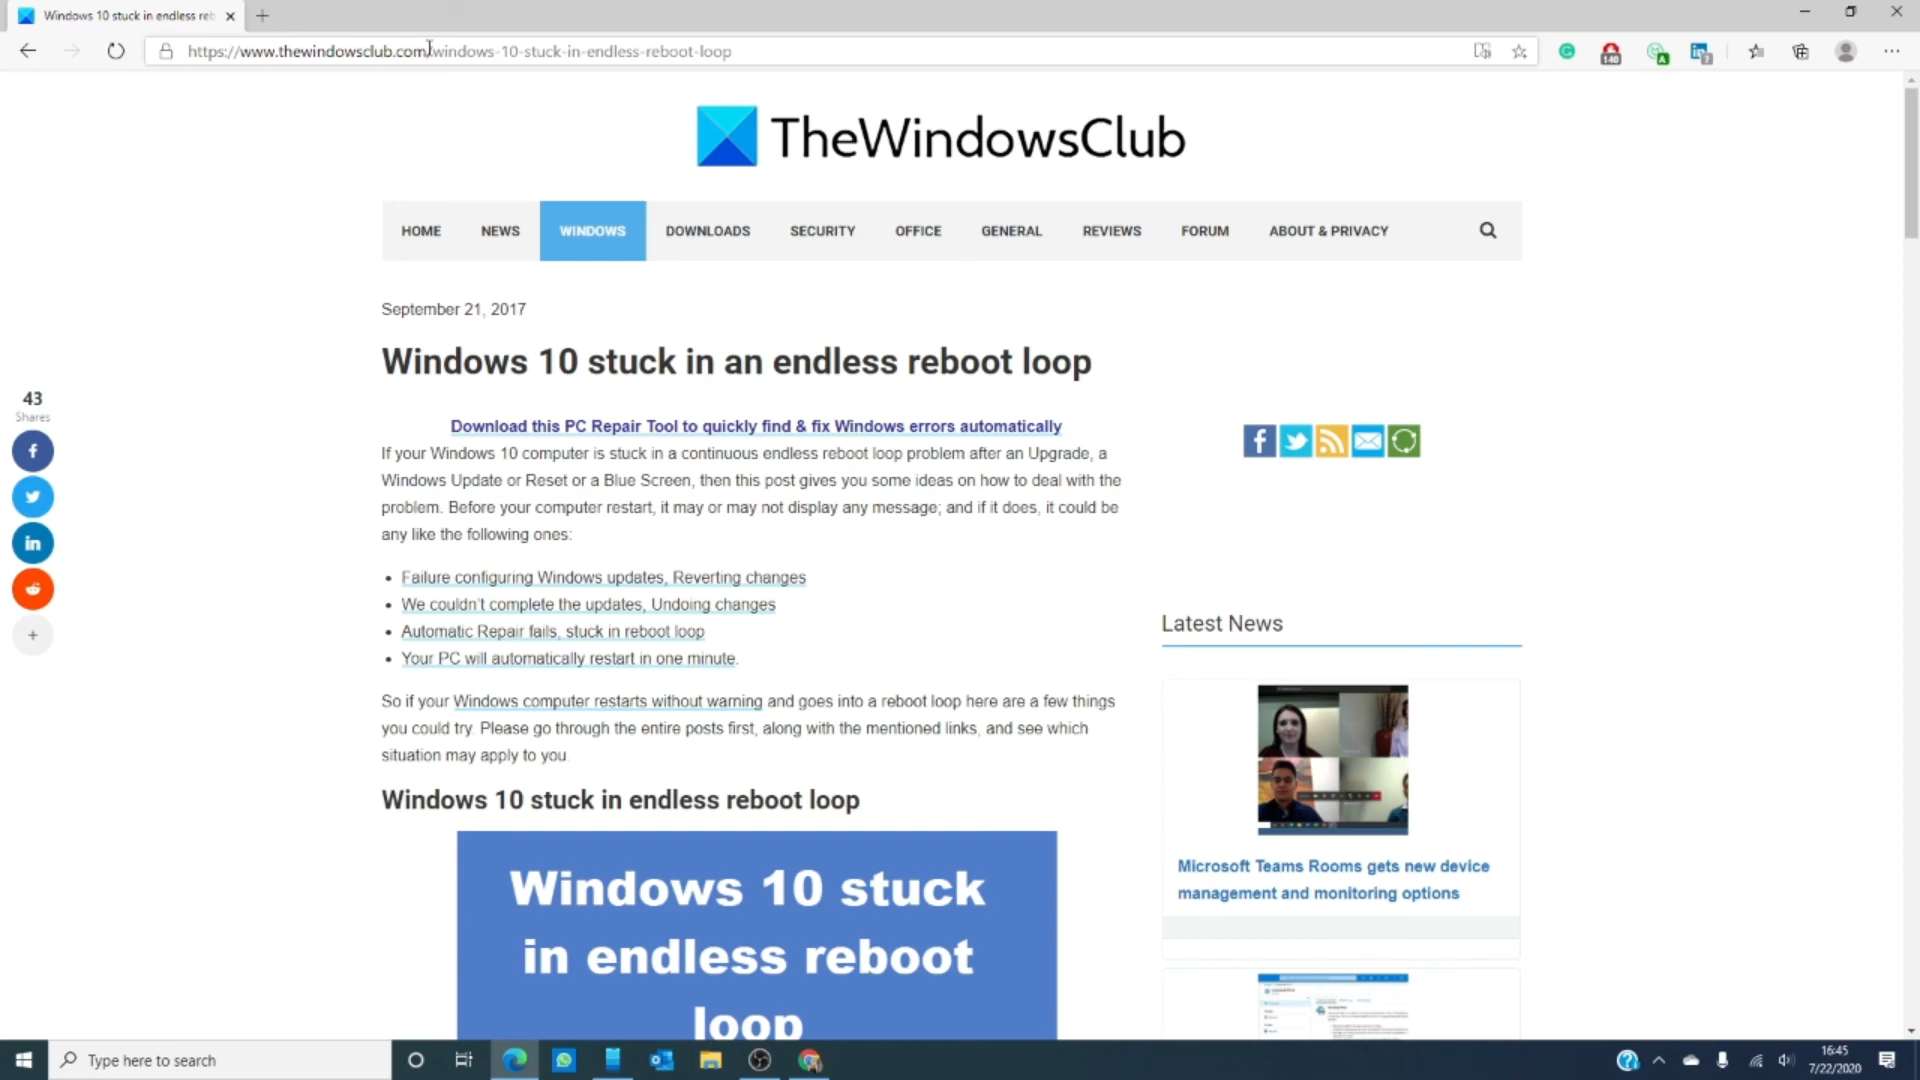 Windows 10 stuck in endless reb
https://www.thewindowsclub.com/windows-10-stuck-in-endless-reboot-loop
140
A
in
7
TheWindowsClub
HOME NEWS WINDOWS DOWNLOADS SECURITY OFFICE GENERAL REVIEWS FORUM ABOUT & PRIVACY
September 21, 2017
Windows 10 stuck in an endless reboot loop
43
Shares
Download this PC Repair Tool to quickly find & fix Windows errors automatically
If your Windows 10 computer is stuck in a continuous endless reboot loop problem after an Upgrade, a
Windows Update or Reset or a Blue Screen, then this post gives you some ideas on how to deal with the
problem. Before your computer restart, it may or may not display any message; and if it does, it could be
any like the following ones:
Failure configuring Windows updates, Reverting changes
We couldn't complete the updates, Undoing changes
Automatic Repair fails, stuck in reboot loop
Your PC will automatically restart in one minute.
So if your Windows computer restarts without warning and goes into a reboot loop here are a few things
you could try. Please go through the entire posts first, along with the mentioned links, and see which
situation may apply to you.
Windows 10 stuck in endless reboot loop
Windows 10 stuck
in endless reboot
loop
Latest News
Microsoft Teams Rooms gets new device
management and monitoring options
Type here to search
16:45
7/22/2020